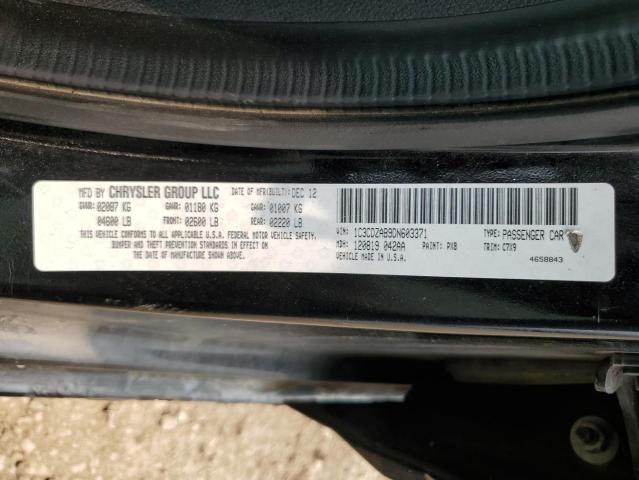 MFD BY CHRYSLER GROUP LLC DATE OF MFR(BUILT): DEC 12
GVWR: 02087 KG GAWR: 01180 KG GAWR: 01007 KG
04600 LB FRONT: 02600 LB REAR: 02220 LB
THIS VEHICLE CONFORMS TO ALL APPLICABLE U.S.A. FEDERAL MOTOR VEHICLE SAFETY,
BUMPER AND THEFT PREVENTION STANDARDS IN EFFECT ON
THE DATE OF MANUFACTURE SHOWN ABOVE.
VIN: 1C3CDZAB9DN603371 TYPE: PASSENGER CAR
MDH: 120819 042AA PAINT: PX8 TRIM: C7X9
VEHICLE MADE IN U.S.A.
4658843